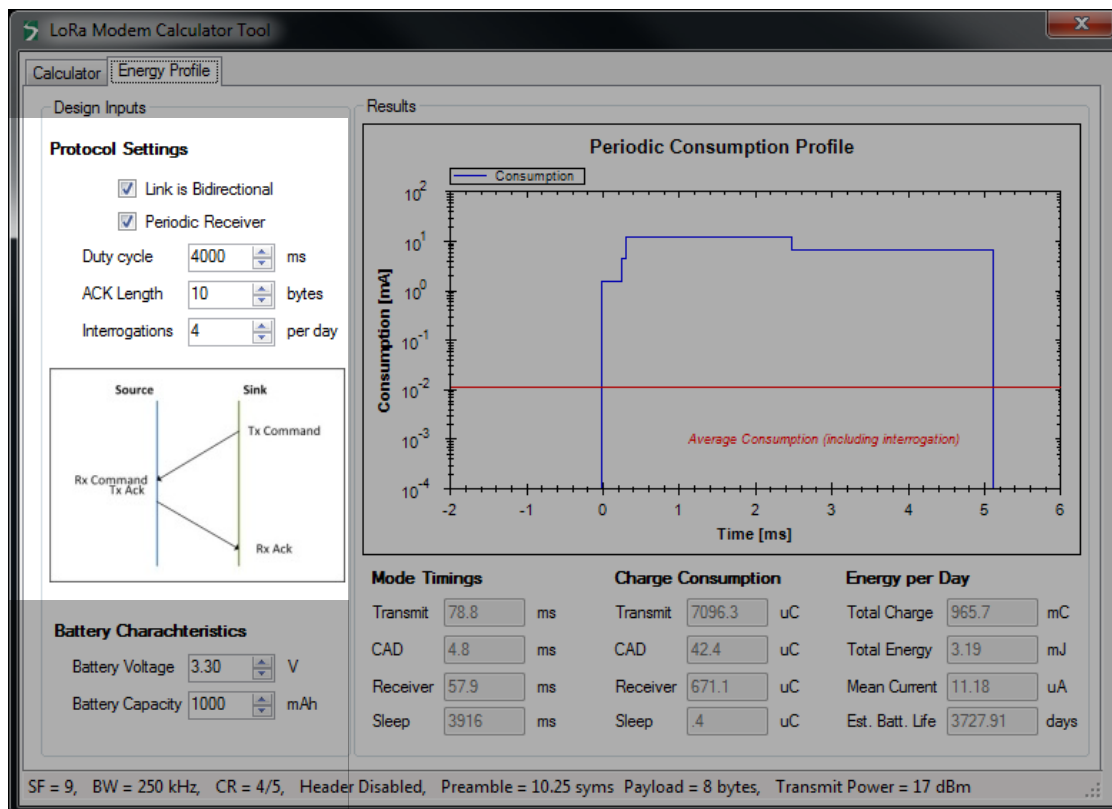 LoRa Modem Calculator Tool
Calculator
Energy Profile
Design Inputs
Protocol Settings
Link is Bidirectional
Periodic Receiver
Duty cycle 4000 ms
ACK Length 10 bytes
Interrogations 4 per day
Source Sink
Tx Command
Rx Command
Tx Ack
Rx Ack
Battery Charachteristics
Battery Voltage 3.30 V
Battery Capacity 1000 mAh
Results
Periodic Consumption Profile
Consumption
Consumption [mA]
10^2
10^1
10^0
10^-1
10^-2
10^-3
10^-4
Average Consumption (including interrogation)
-2 -1 0 1 2 3 4 5 6
Time [ms]
Mode Timings
Transmit 78.8 ms
CAD 4.8 ms
Receiver 57.9 ms
Sleep 3916 ms
Charge Consumption
Transmit 7096.3 uC
CAD 42.4 uC
Receiver 671.1 uC
Sleep .4 uC
Energy per Day
Total Charge 965.7 mC
Total Energy 3.19 mJ
Mean Current 11.18 uA
Est. Batt. Life 3727.91 days
SF = 9, BW = 250 kHz, CR = 4/5, Header Disabled, Preamble = 10.25 syms Payload = 8 bytes, Transmit Power = 17 dBm